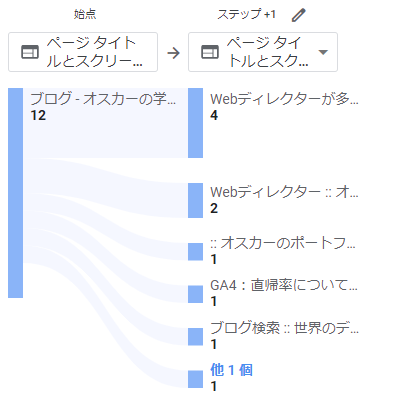 始点
ステップ +1
ページ タイト
ルとスクリー...
ページ タイ
トルとスク...
ブログ - オスカーの学...
12
Webディレクターが多...
4
Webディレクター :: オ...
2
:: オスカーのポートフ...
1
GA4：直帰率について...
1
ブログ検索 :: 世界のデ...
1
他 1 個
1